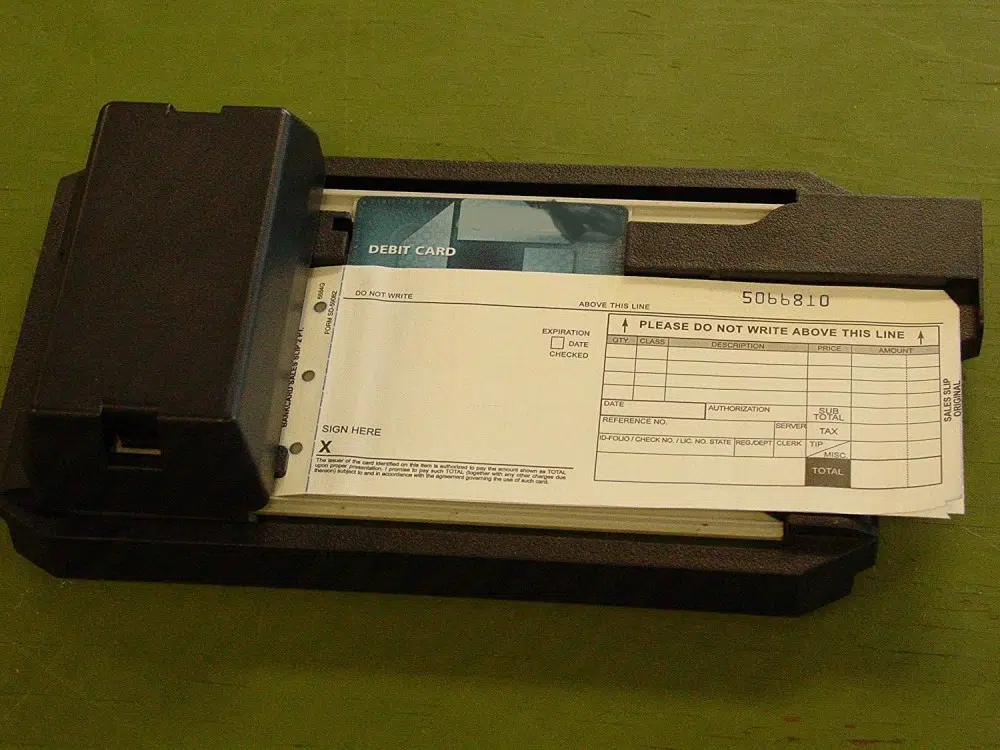 DEBIT CARD
DO NOT WRITE ABOVE THIS LINE
5066810
PLEASE DO NOT WRITE ABOVE THIS LINE
QTY. CLASS DESCRIPTION PRICE AMOUNT
EXPIRATION
DATE
CHECKED
DATE AUTHORIZATION SUB
TOTAL
REFERENCE NO. SERVER TAX
ID-FOLIO / CHECK NO. / LIC. NO. STATE REG./DEPT CLERK TIP
MISC.
TOTAL
SIGN HERE
X
The issuer of the card identified on this item is authorized to pay the amount shown as TOTAL
upon proper presentation. I promise to pay such TOTAL (together with any other charges due
thereon) subject to and in accordance with the agreement governing the use of such card.
BANKCARD SALES SLIP 2 PT.
SALES SLIP
ORIGINAL